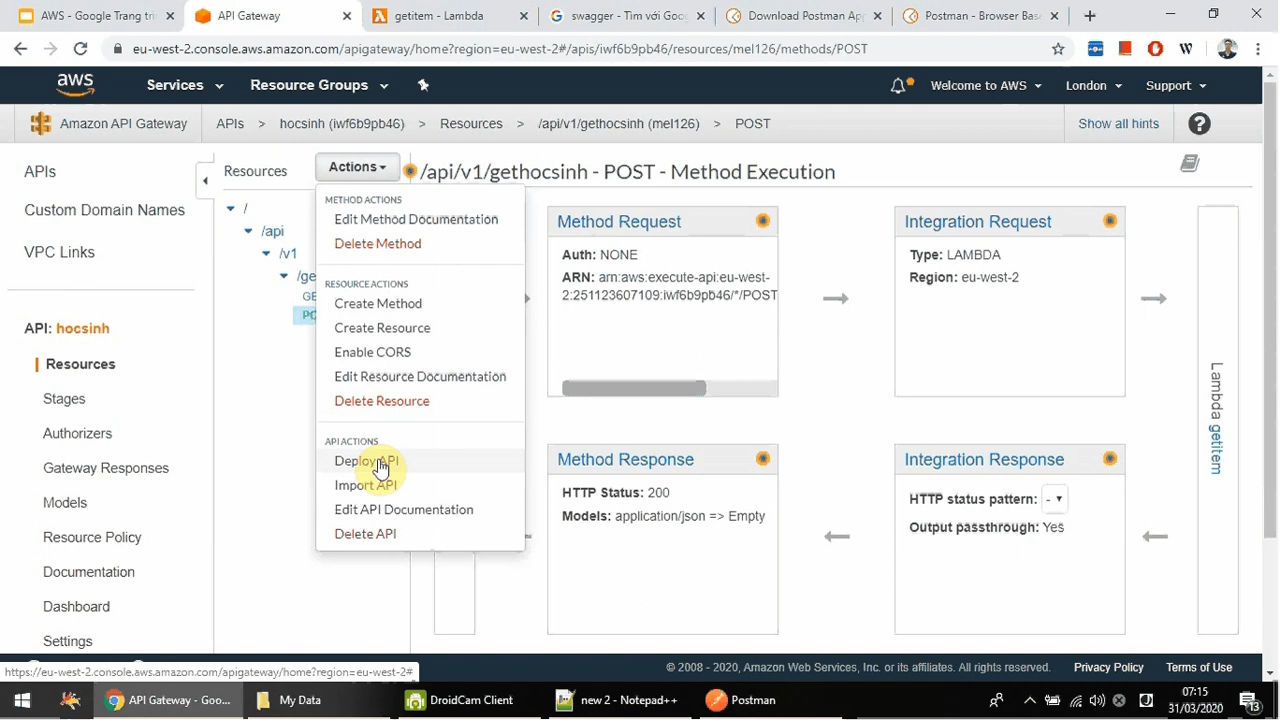 AWS - Google Trang tri
API Gateway
getitem - Lambda
swagger - Tìm với Goo
Download Postman Ap
Postman - Browser Bas
eu-west-2.console.aws.amazon.com/apigateway/home?region=eu-west-2#/apis/iwf6b9pb46/resources/mel126/methods/POST
aws
Services
Resource Groups
Welcome to AWS
London
Support
Amazon API Gateway
APIs > hocsinh (iwf6b9pb46) > Resources > /api/v1/gethocsinh (mel126) > POST
Show all hints
?
APIs
Custom Domain Names
VPC Links
API: hocsinh
Resources
Stages
Authorizers
Gateway Responses
Models
Resource Policy
Documentation
Dashboard
Settings
Resources
Actions
/
/api
/v1
/ge
GE
PO
METHOD ACTIONS
Edit Method Documentation
Delete Method
RESOURCE ACTIONS
Create Method
Create Resource
Enable CORS
Edit Resource Documentation
Delete Resource
API ACTIONS
Deploy API
Import API
Edit API Documentation
Delete API
/api/v1/gethocsinh - POST - Method Execution
Method Request
Auth: NONE
ARN: arn:aws:execute-api:eu-west-
2:251123607109:iwf6b9pb46/*/POST
Integration Request
Type: LAMBDA
Region: eu-west-2
Lambda getitem
Method Response
HTTP Status: 200
Models: application/json => Empty
Integration Response
HTTP status pattern: -
Output passthrough: Yes
https://eu-west-2.console.aws.amazon.com/apigateway/home?region=eu-west-2#
© 2008 - 2020, Amazon Web Services, Inc. or its affiliates. All rights reserved.
Privacy Policy
Terms of Use
API Gateway - Goo...
My Data
DroidCam Client
new 2 - Notepad++
Postman
07:15
31/03/2020
13